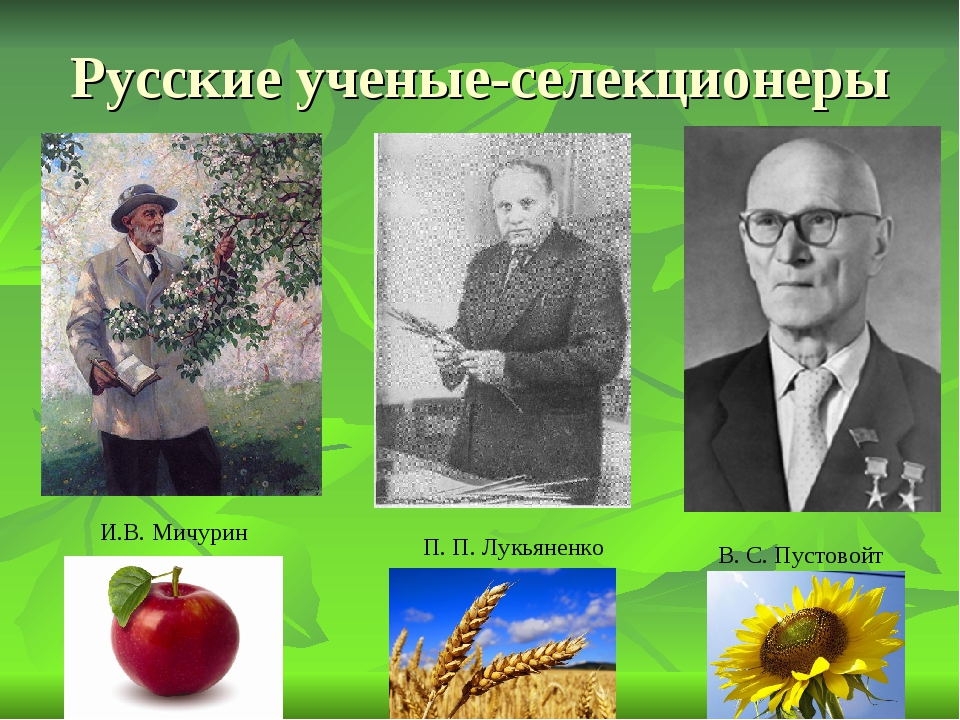 Русские ученые-селекционеры
И.В. Мичурин
П. П. Лукьяненко
В. С. Пустовойт